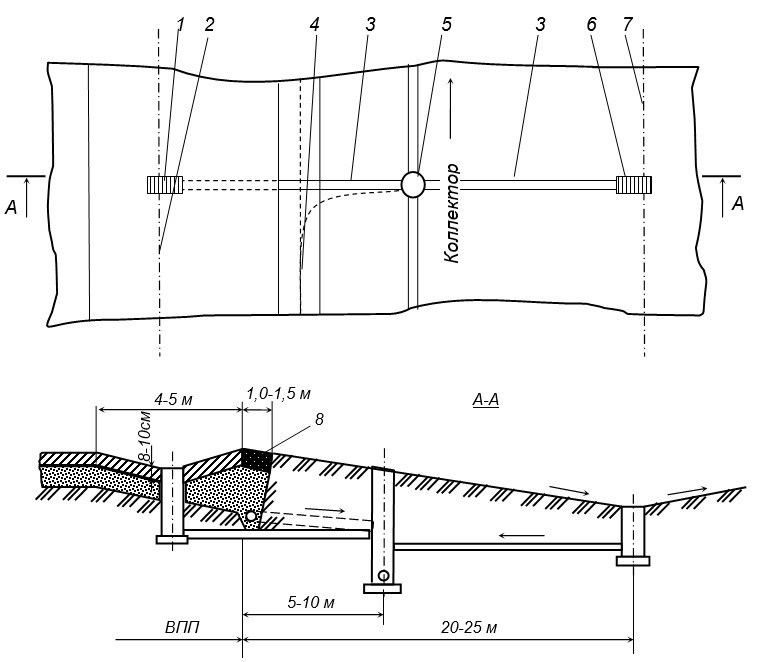 1 2 4 3 5 3 6 7
А А
Коллектор
4-5 м 1,0-1,5 м А-А
8
8-10см
5-10 м
ВПП 20-25 м